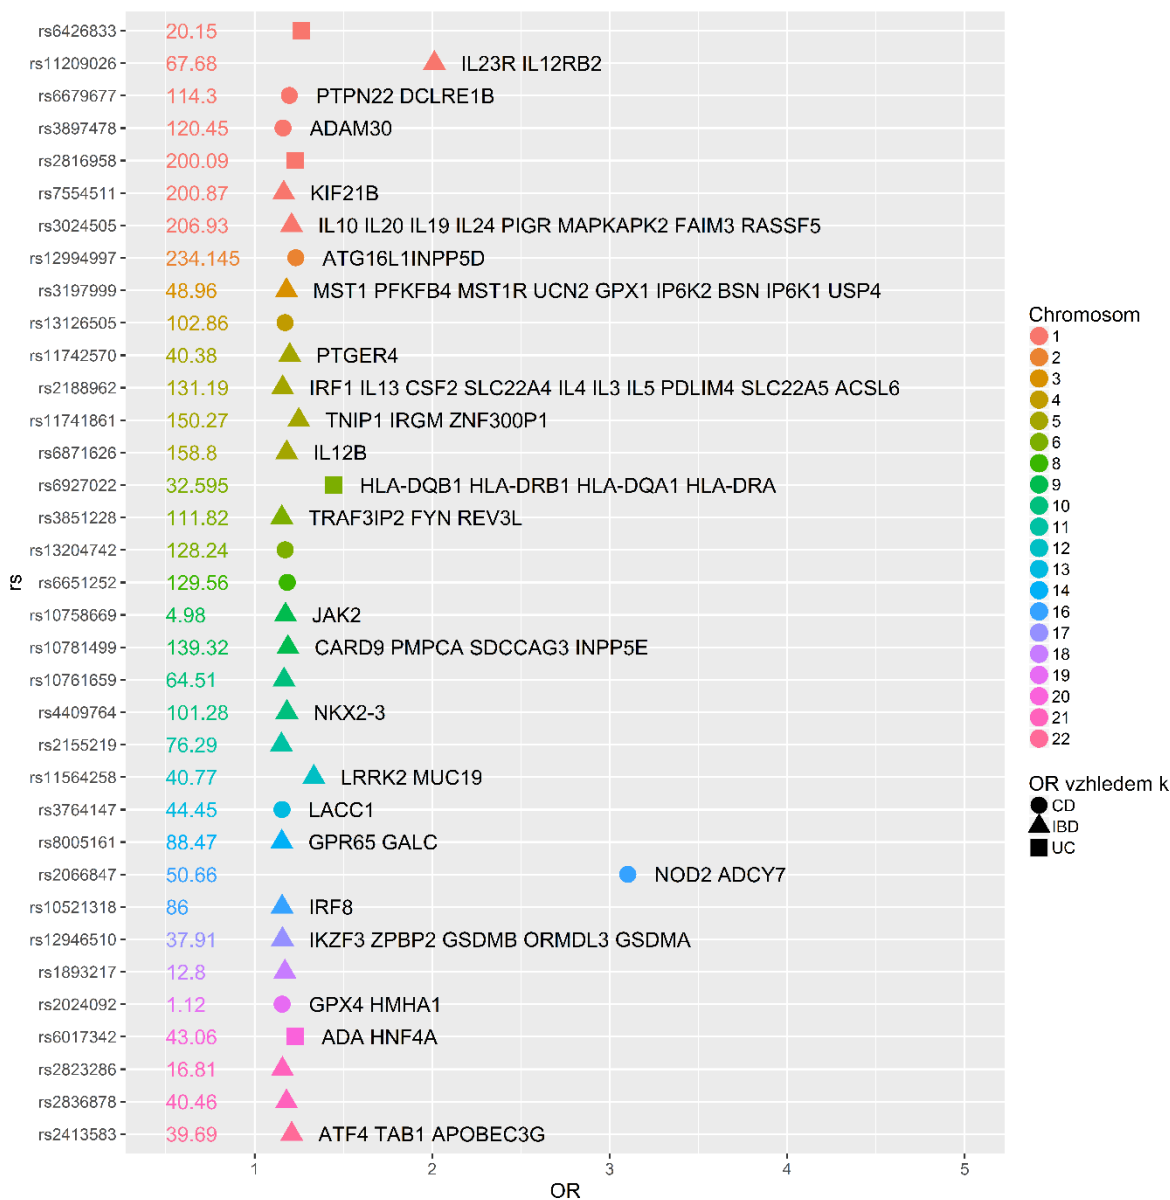 rs6426833 20.15
rs11209026 67.68 IL23R IL12RB2
rs6679677 114.3 PTPN22 DCLRE1B
rs3897478 120.45 ADAM30
rs2816958 200.09
rs7554511 200.87 KIF21B
rs3024505 206.93 IL10 IL20 IL19 IL24 PIGR MAPKAPK2 FAIM3 RASSF5
rs12994997 234.145 ATG16L1INPP5D
rs3197999 48.96 MST1 PFKFB4 MST1R UCN2 GPX1 IP6K2 BSN IP6K1 USP4
rs13126505 102.86
rs11742570 40.38 PTGER4
rs2188962 131.19 IRF1 IL13 CSF2 SLC22A4 IL4 IL3 IL5 PDLIM4 SLC22A5 ACSL6
rs11741861 150.27 TNIP1 IRGM ZNF300P1
rs6871626 158.8 IL12B
rs6927022 32.595 HLA-DQB1 HLA-DRB1 HLA-DQA1 HLA-DRA
rs3851228 111.82 TRAF3IP2 FYN REV3L
rs13204742 128.24
rs6651252 129.56
rs10758669 4.98 JAK2
rs10781499 139.32 CARD9 PMPCA SDCCAG3 INPP5E
rs10761659 64.51
rs4409764 101.28 NKX2-3
rs2155219 76.29
rs11564258 40.77 LRRK2 MUC19
rs3764147 44.45 LACC1
rs8005161 88.47 GPR65 GALC
rs2066847 50.66 NOD2 ADCY7
rs10521318 86 IRF8
rs12946510 37.91 IKZF3 ZPBP2 GSDMB ORMDL3 GSDMA
rs1893217 12.8
rs2024092 1.12 GPX4 HMHA1
rs6017342 43.06 ADA HNF4A
rs2823286 16.81
rs2836878 40.46
rs2413583 39.69 ATF4 TAB1 APOBEC3G
rs
1 2 3 4 5
OR
Chromosom
1
2
3
4
5
6
8
9
10
11
12
13
14
16
17
18
19
20
21
22
OR vzhledem k
CD
IBD
UC